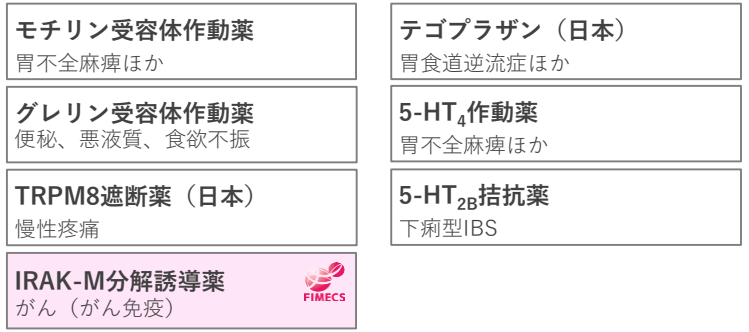 モチリン受容体作動薬
胃不全麻痺ほか
グレリン受容体作動薬
便秘、悪液質、食欲不振
TRPM8遮断薬（日本）
慢性疼痛
IRAK-M分解誘導薬
がん（がん免疫）
FIMECS
テゴプラザン（日本）
胃食道逆流症ほか
5-HT₄作動薬
胃不全麻痺ほか
5-HT₂B拮抗薬
下痢型IBS